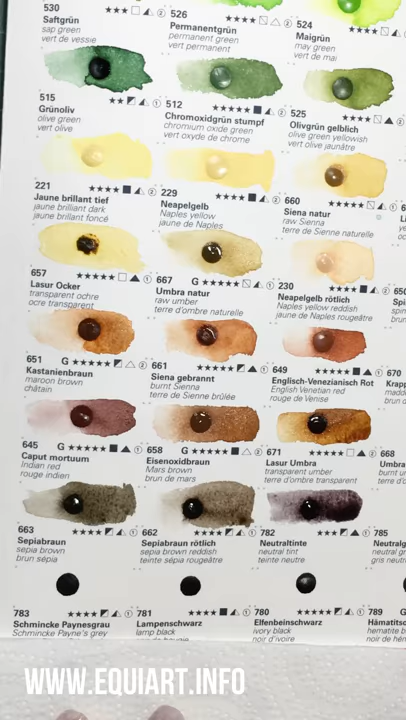 530
Saftgrün
sap green
vert de vessie
526
Permanentgrün
permanent green
vert permanent
524
Maigrün
may green
vert de mai
515
Grünoliv
olive green
vert olive
512
Chromoxidgrün stumpf
chromium oxide green
vert oxyde de chrome
525
Olivgrün gelblich
olive green yellowish
vert olive jaunâtre
221
Jaune brillant tief
jaune brilliant dark
jaune brillant foncé
229
Neapelgelb
Naples yellow
jaune de Naples
660
Siena natur
raw Sienna
terre de Sienne naturelle
657
Lasur Ocker
transparent ochre
ocre transparent
667 G
Umbra natur
raw umber
terre d'ombre naturelle
230
Neapelgelb rötlich
Naples yellow reddish
jaune de Naples rougeâtre
650
651 G
Kastanienbraun
maroon brown
châtain
661
Siena gebrannt
burnt Sienna
terre de Sienne brûlée
649
Englisch-Venezianisch Rot
English Venetian red
rouge de Venise
670
Krapp
645 G
Caput mortuum
Indian red
rouge indien
658 G
Eisenoxidbraun
Mars brown
brun de mars
671
Lasur Umbra
transparent umber
terre d'ombre transparent
668
Umbra
663
Sepiabraun
sepia brown
brun sépia
662
Sepiabraun rötlich
sepia brown reddish
teinte sépia rougeâtre
782
Neutraltinte
neutral tint
teinte neutre
785
Neutralg
783
Schmincke Paynesgrau
Schmincke Payne's grey
781
Lampenschwarz
lamp black
780
Elfenbeinschwarz
ivory black
noir d'ivoire
789
Hämatits
hematite b
WWW.EQUIART.INFO